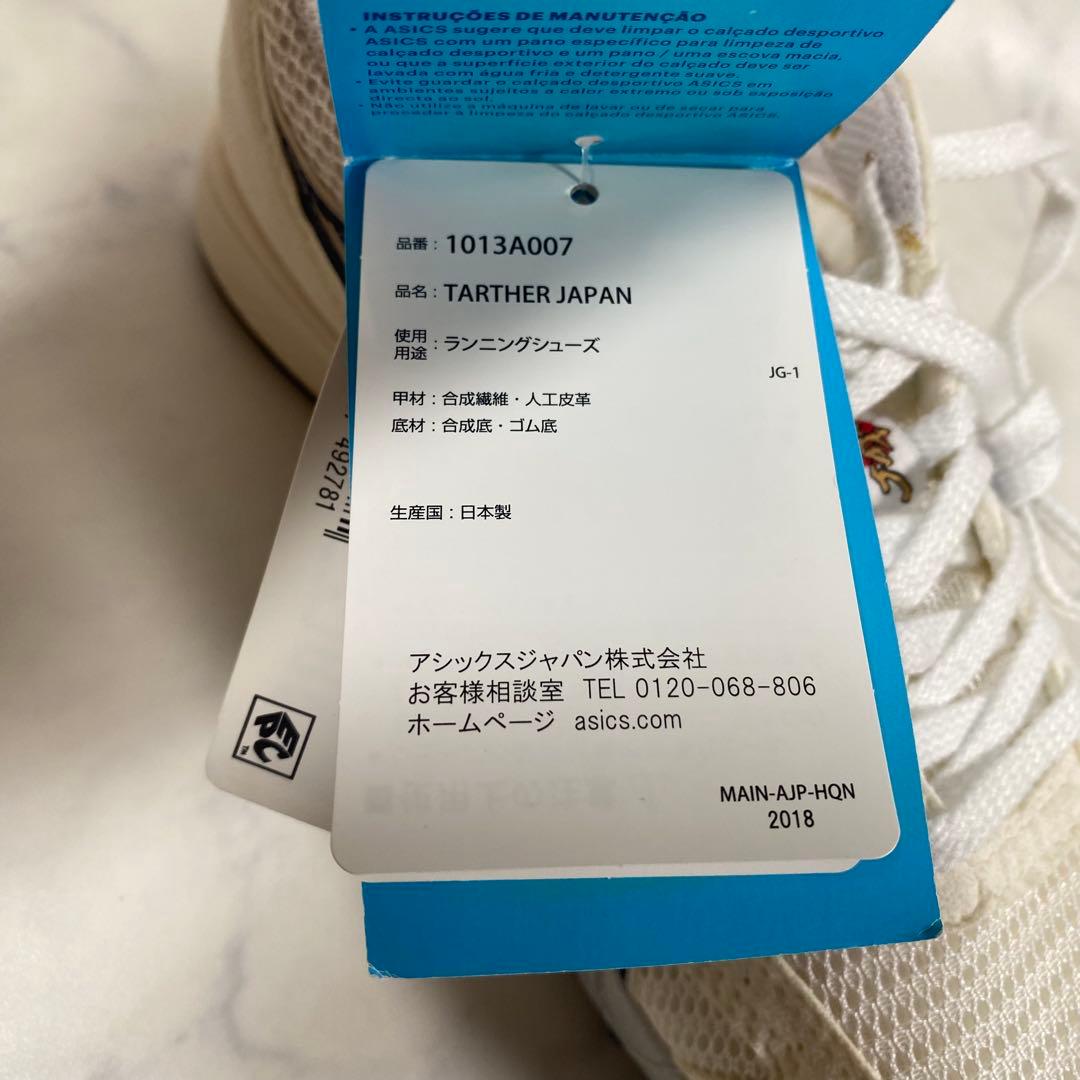 INSTRUÇÕES DE MANUTENÇÃO
• A ASICS sugere que deve limpar o calçado desportivo
ASICS com um pano específico para limpeza de
calçado desportivo e um pano / uma escova macia,
ou que a superfície exterior do calçado deve ser
lavada com água fria e detergente suave.
• Evite guardar o calçado desportivo ASICS em
ambientes sujeitos a calor extremo ou sob exposição
directa ao sol.
• Não utilize a máquina de lavar ou de secar para
proceder à limpeza do calçado desportivo ASICS.
品番 : 1013A007
品名 : TARTHER JAPAN
使用
用途 : ランニングシューズ
JG-1
甲材 : 合成繊維・人工皮革
底材 : 合成底・ゴム底
生産国 : 日本製
アシックスジャパン株式会社
お客様相談室 TEL 0120-068-806
ホームページ asics.com
MAIN-AJP-HQN
2018
492781
ECPC™